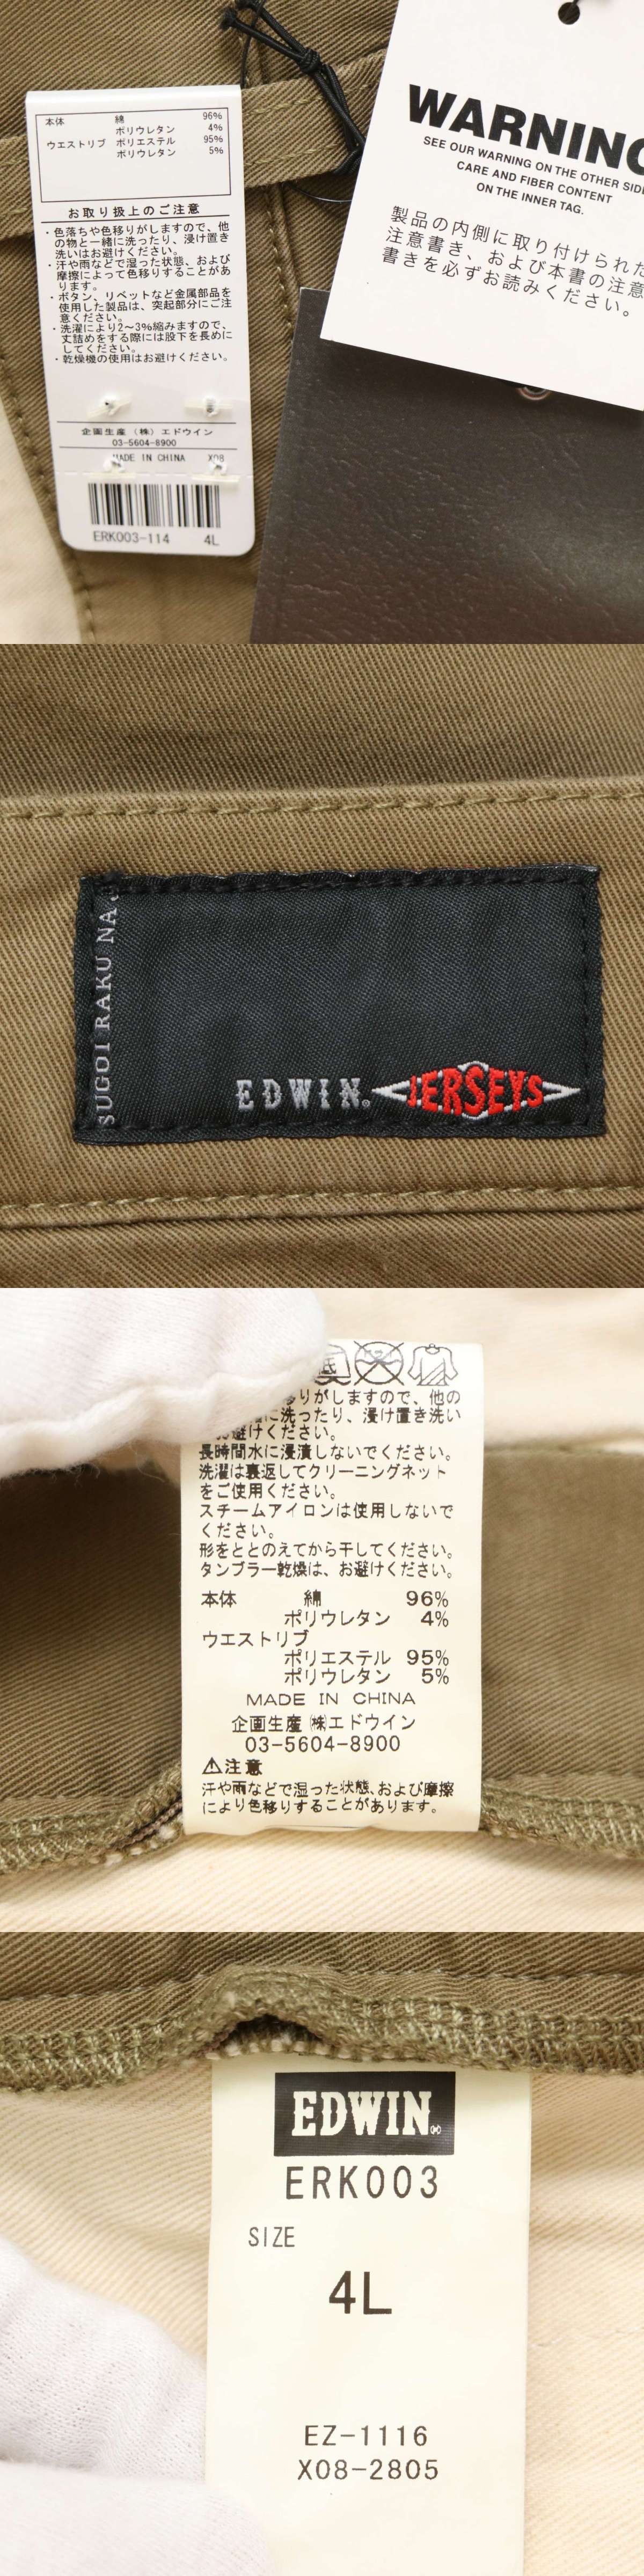 本体 綿 96%
ポリウレタン 4%
ウエストリブ ポリエステル 95%
ポリウレタン 5%
お取り扱上のご注意
・色落ちや色移りがしますので、他
の物と一緒に洗ったり、浸け置き
洗いはお避けください。
・汗や雨などで湿った状態、および
摩擦によって色移りすることがあ
ります。
・ボタン、リベットなど金属部品を
使用した製品は、突起部分にご注
意ください。
・洗濯により2〜3%縮みますので、
丈詰めをする際には股下を長めに
してください。
・乾燥機の使用はお避けください。
企画生産（株）エドウイン
03-5604-8900
MADE IN CHINA X08
ERK003-114 4L
WARNING
SEE OUR WARNING ON THE OTHER SIDE
CARE AND FIBER CONTENT
ON THE INNER TAG.
製品の内側に取り付けられた
注意書き、および本書の注意
書きを必ずお読みください。
SUGOI RAKU NA
EDWIN. JERSEYS
りがしますので、他の
に洗ったり、浸け置き洗い
避けください。
長時間水に浸漬しないでください。
洗濯は裏返してクリーニングネット
をご使用ください。
スチームアイロンは使用しないで
ください。
形をととのえてから干してください。
タンブラー乾燥は、お避けください。
本体 綿 96%
ポリウレタン 4%
ウエストリブ
ポリエステル 95%
ポリウレタン 5%
MADE IN CHINA
企画生産 ㈱エドウイン
03-5604-8900
⚠注意
汗や雨などで湿った状態、および摩擦
により色移りすることがあります。
EDWIN
ERK003
SIZE
4L
EZ-1116
X08-2805